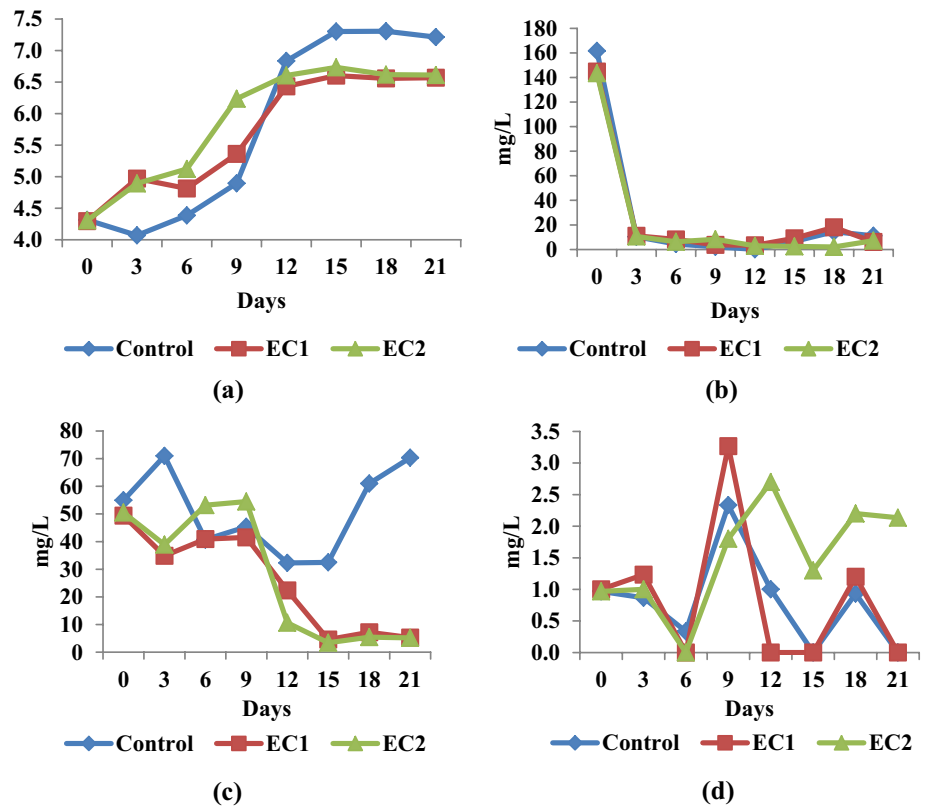 7.5
7.0
6.5
6.0
5.5
5.0
4.5
4.0
0 3 6 9 12 15 18 21
Days
Control EC1 EC2
(a)
mg/L
180
160
140
120
100
80
60
40
20
0
0 3 6 9 12 15 18 21
Days
Control EC1 EC2
(b)
mg/L
80
70
60
50
40
30
20
10
0
0 3 6 9 12 15 18 21
Days
Control EC1 EC2
(c)
mg/L
3.5
3.0
2.5
2.0
1.5
1.0
0.5
0.0
0 3 6 9 12 15 18 21
Days
Control EC1 EC2
(d)